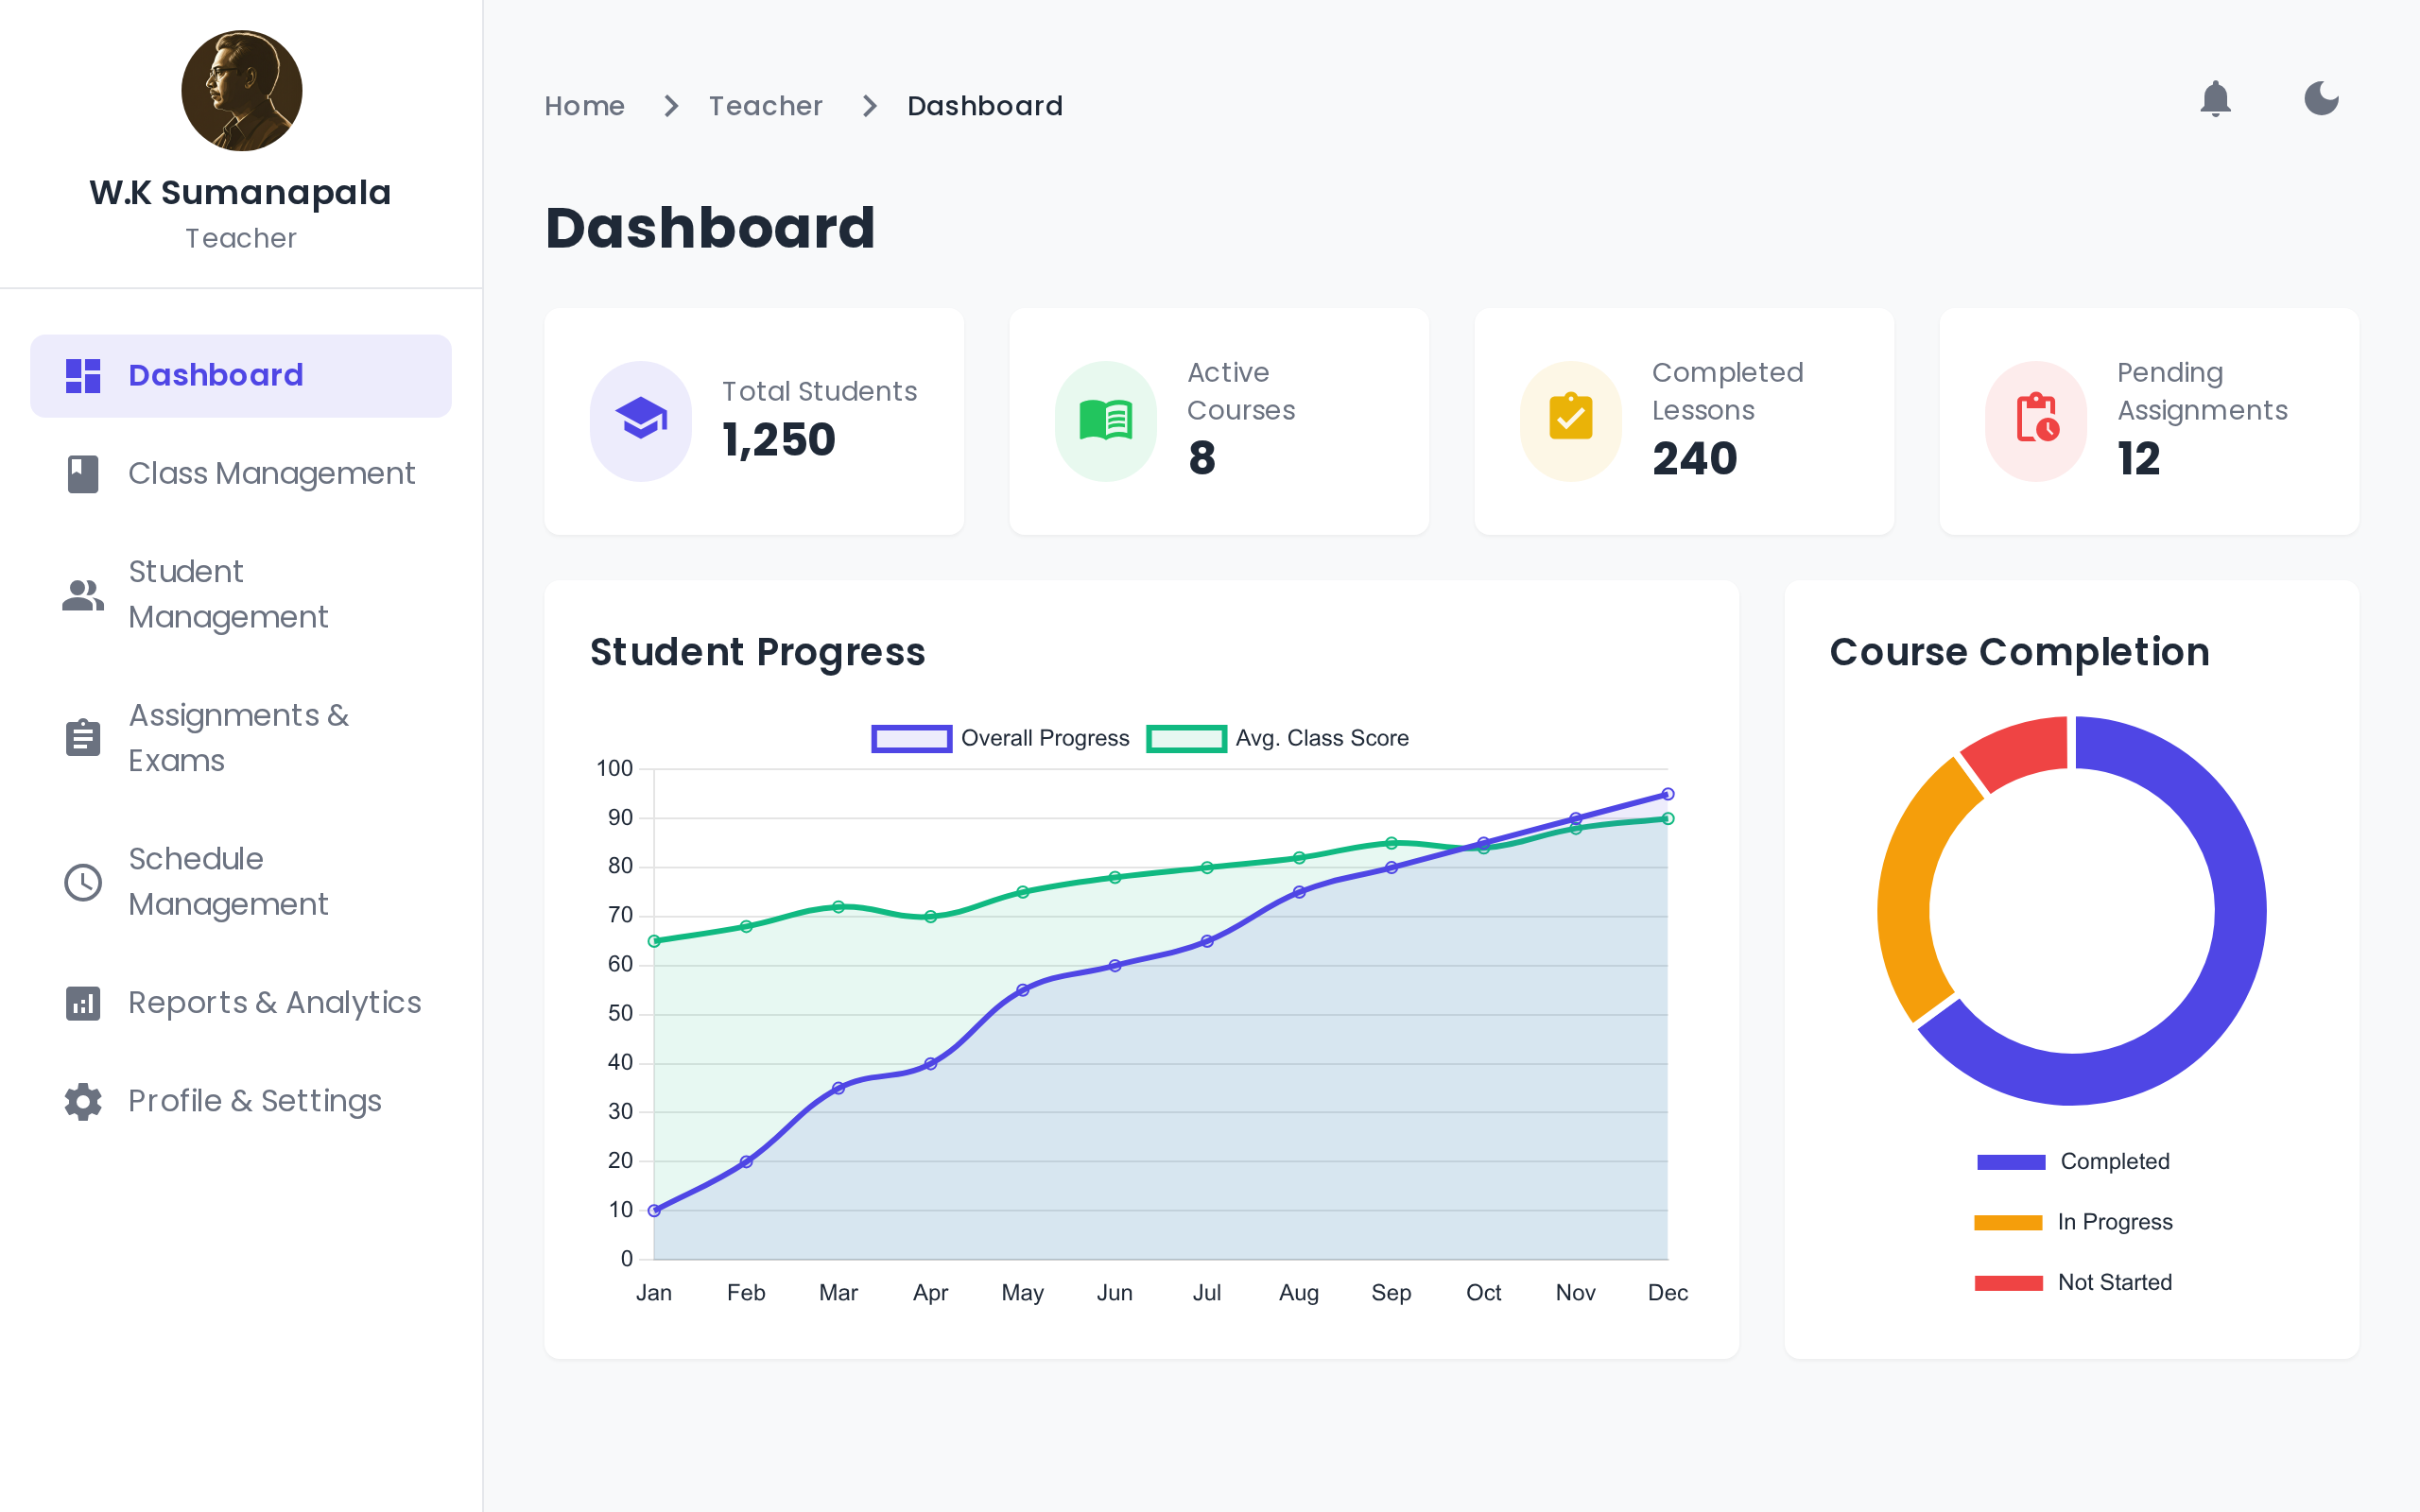 W.K Sumanapala
Teacher
Dashboard
Class Management
Student
Management
Assignments &
Exams
Schedule
Management
Reports & Analytics
Profile & Settings
Home
Teacher
Dashboard
Dashboard
Total Students
1,250
Active
Courses
8
Completed
Lessons
240
Pending
Assignments
12
Student Progress
Overall Progress
Avg. Class Score
100
90
80
70
60
50
40
30
20
10
0
Jan
Feb
Mar
Apr
May
Jun
Jul
Aug
Sep
Oct
Nov
Dec
Course Completion
Completed
In Progress
Not Started